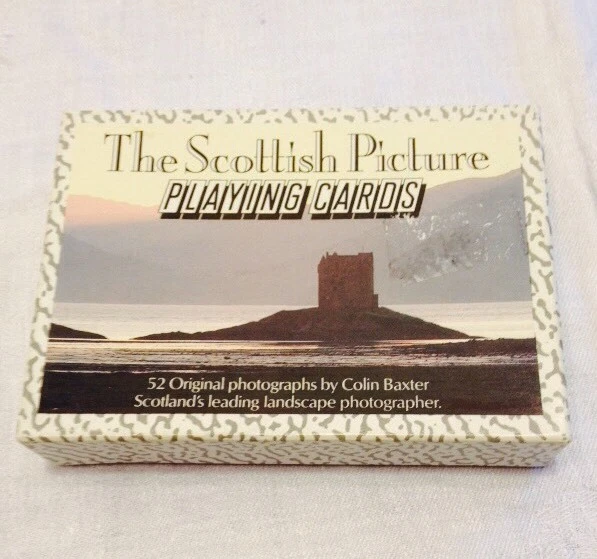 The Scottish Picture
PLAYING CARDS
52 Original photographs by Colin Baxter
Scotland's leading landscape photographer.